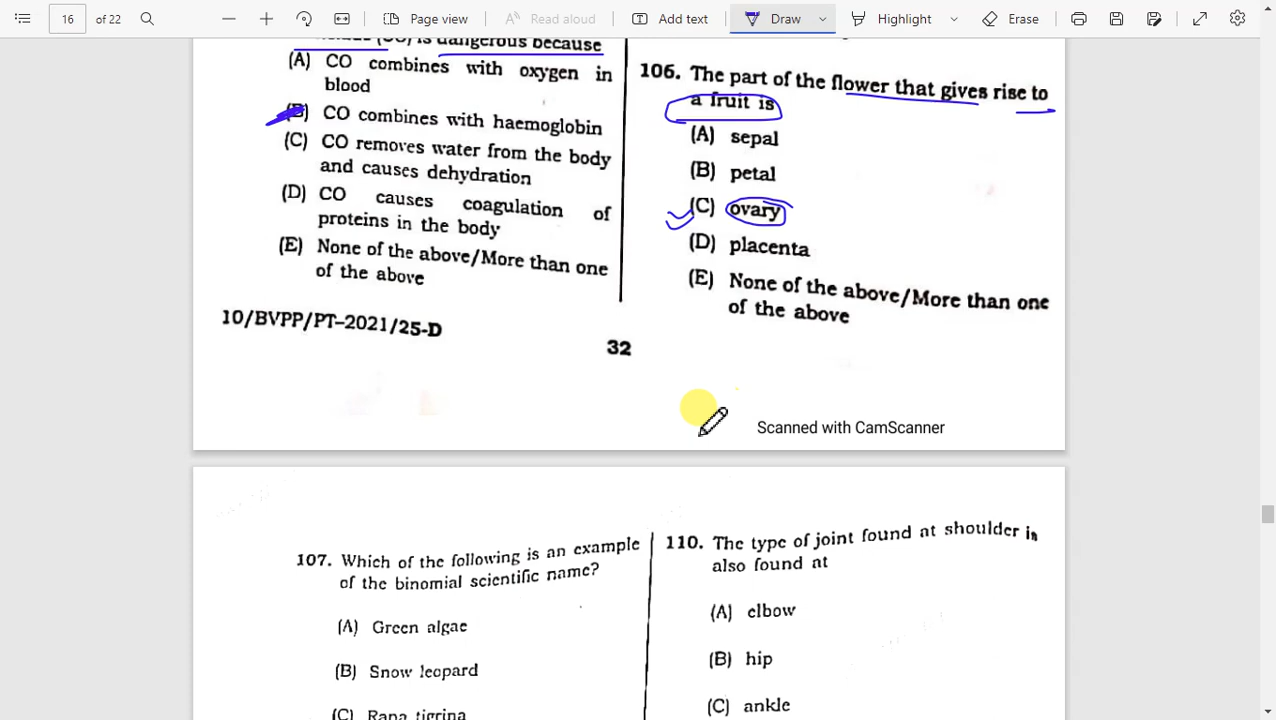 16
of 22
Page view
Read aloud
Add text
Draw
Highlight
Erase
(CO) is dangerous because
(A) CO combines with oxygen in
blood
(B) CO combines with haemoglobin
(C) CO removes water from the body
and causes dehydration
(D) CO causes coagulation of
proteins in the body
(E) None of the above/More than one
of the above
10/BVPP/PT–2021/25-D
32
106. The part of the flower that gives rise to
a fruit is
(A) sepal
(B) petal
(C) ovary
(D) placenta
(E) None of the above/More than one
of the above
Scanned with CamScanner
107. Which of the following is an example
of the binomial scientific name?
(A) Green algae
(B) Snow leopard
(C) Rana tigrina
110. The type of joint found at shoulder is
also found at
(A) elbow
(B) hip
(C) ankle